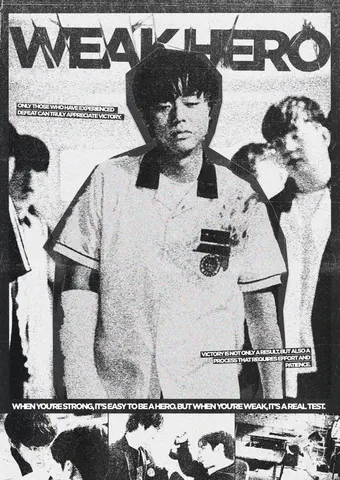 WEAK HERO
ONLY THOSE WHO HAVE EXPERIENCED
DEFEAT CAN TRULY APPRECIATE VICTORY.
VICTORY IS NOT ONLY A RESULT, BUT ALSO A
PROCESS THAT REQUIRES EFFORT AND
PATIENCE.
WHEN YOU'RE STRONG, IT'S EASY TO BE A HERO. BUT WHEN YOU'RE WEAK, IT'S A REAL TEST.